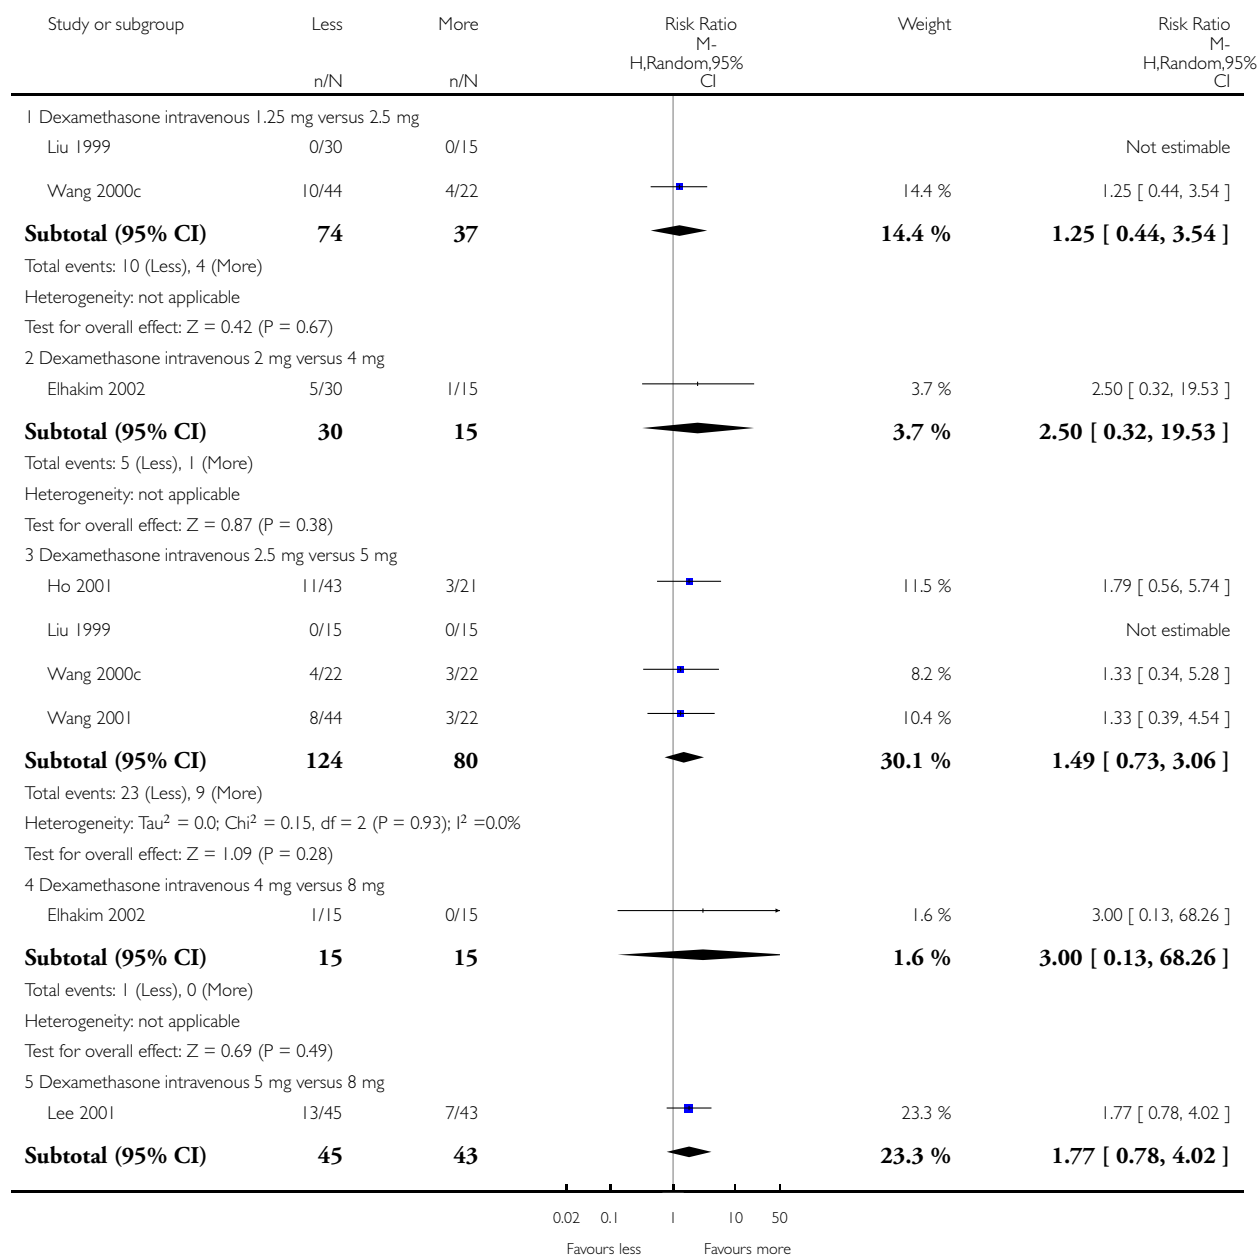 Study or subgroup Less More Risk Ratio Weight Risk Ratio
M- M-
H,Random,95% H,Random,95%
n/N n/N CI CI
1 Dexamethasone intravenous 1.25 mg versus 2.5 mg
Liu 1999 0/30 0/15 Not estimable
Wang 2000c 10/44 4/22 14.4 % 1.25 [ 0.44, 3.54 ]
Subtotal (95% CI) 74 37 14.4 % 1.25 [ 0.44, 3.54 ]
Total events: 10 (Less), 4 (More)
Heterogeneity: not applicable
Test for overall effect: Z = 0.42 (P = 0.67)
2 Dexamethasone intravenous 2 mg versus 4 mg
Elhakim 2002 5/30 1/15 3.7 % 2.50 [ 0.32, 19.53 ]
Subtotal (95% CI) 30 15 3.7 % 2.50 [ 0.32, 19.53 ]
Total events: 5 (Less), 1 (More)
Heterogeneity: not applicable
Test for overall effect: Z = 0.87 (P = 0.38)
3 Dexamethasone intravenous 2.5 mg versus 5 mg
Ho 2001 11/43 3/21 11.5 % 1.79 [ 0.56, 5.74 ]
Liu 1999 0/15 0/15 Not estimable
Wang 2000c 4/22 3/22 8.2 % 1.33 [ 0.34, 5.28 ]
Wang 2001 8/44 3/22 10.4 % 1.33 [ 0.39, 4.54 ]
Subtotal (95% CI) 124 80 30.1 % 1.49 [ 0.73, 3.06 ]
Total events: 23 (Less), 9 (More)
Heterogeneity: Tau² = 0.0; Chi² = 0.15, df = 2 (P = 0.93); I² =0.0%
Test for overall effect: Z = 1.09 (P = 0.28)
4 Dexamethasone intravenous 4 mg versus 8 mg
Elhakim 2002 1/15 0/15 1.6 % 3.00 [ 0.13, 68.26 ]
Subtotal (95% CI) 15 15 1.6 % 3.00 [ 0.13, 68.26 ]
Total events: 1 (Less), 0 (More)
Heterogeneity: not applicable
Test for overall effect: Z = 0.69 (P = 0.49)
5 Dexamethasone intravenous 5 mg versus 8 mg
Lee 2001 13/45 7/43 23.3 % 1.77 [ 0.78, 4.02 ]
Subtotal (95% CI) 45 43 23.3 % 1.77 [ 0.78, 4.02 ]
0.02 0.1 1 10 50
Favours less Favours more